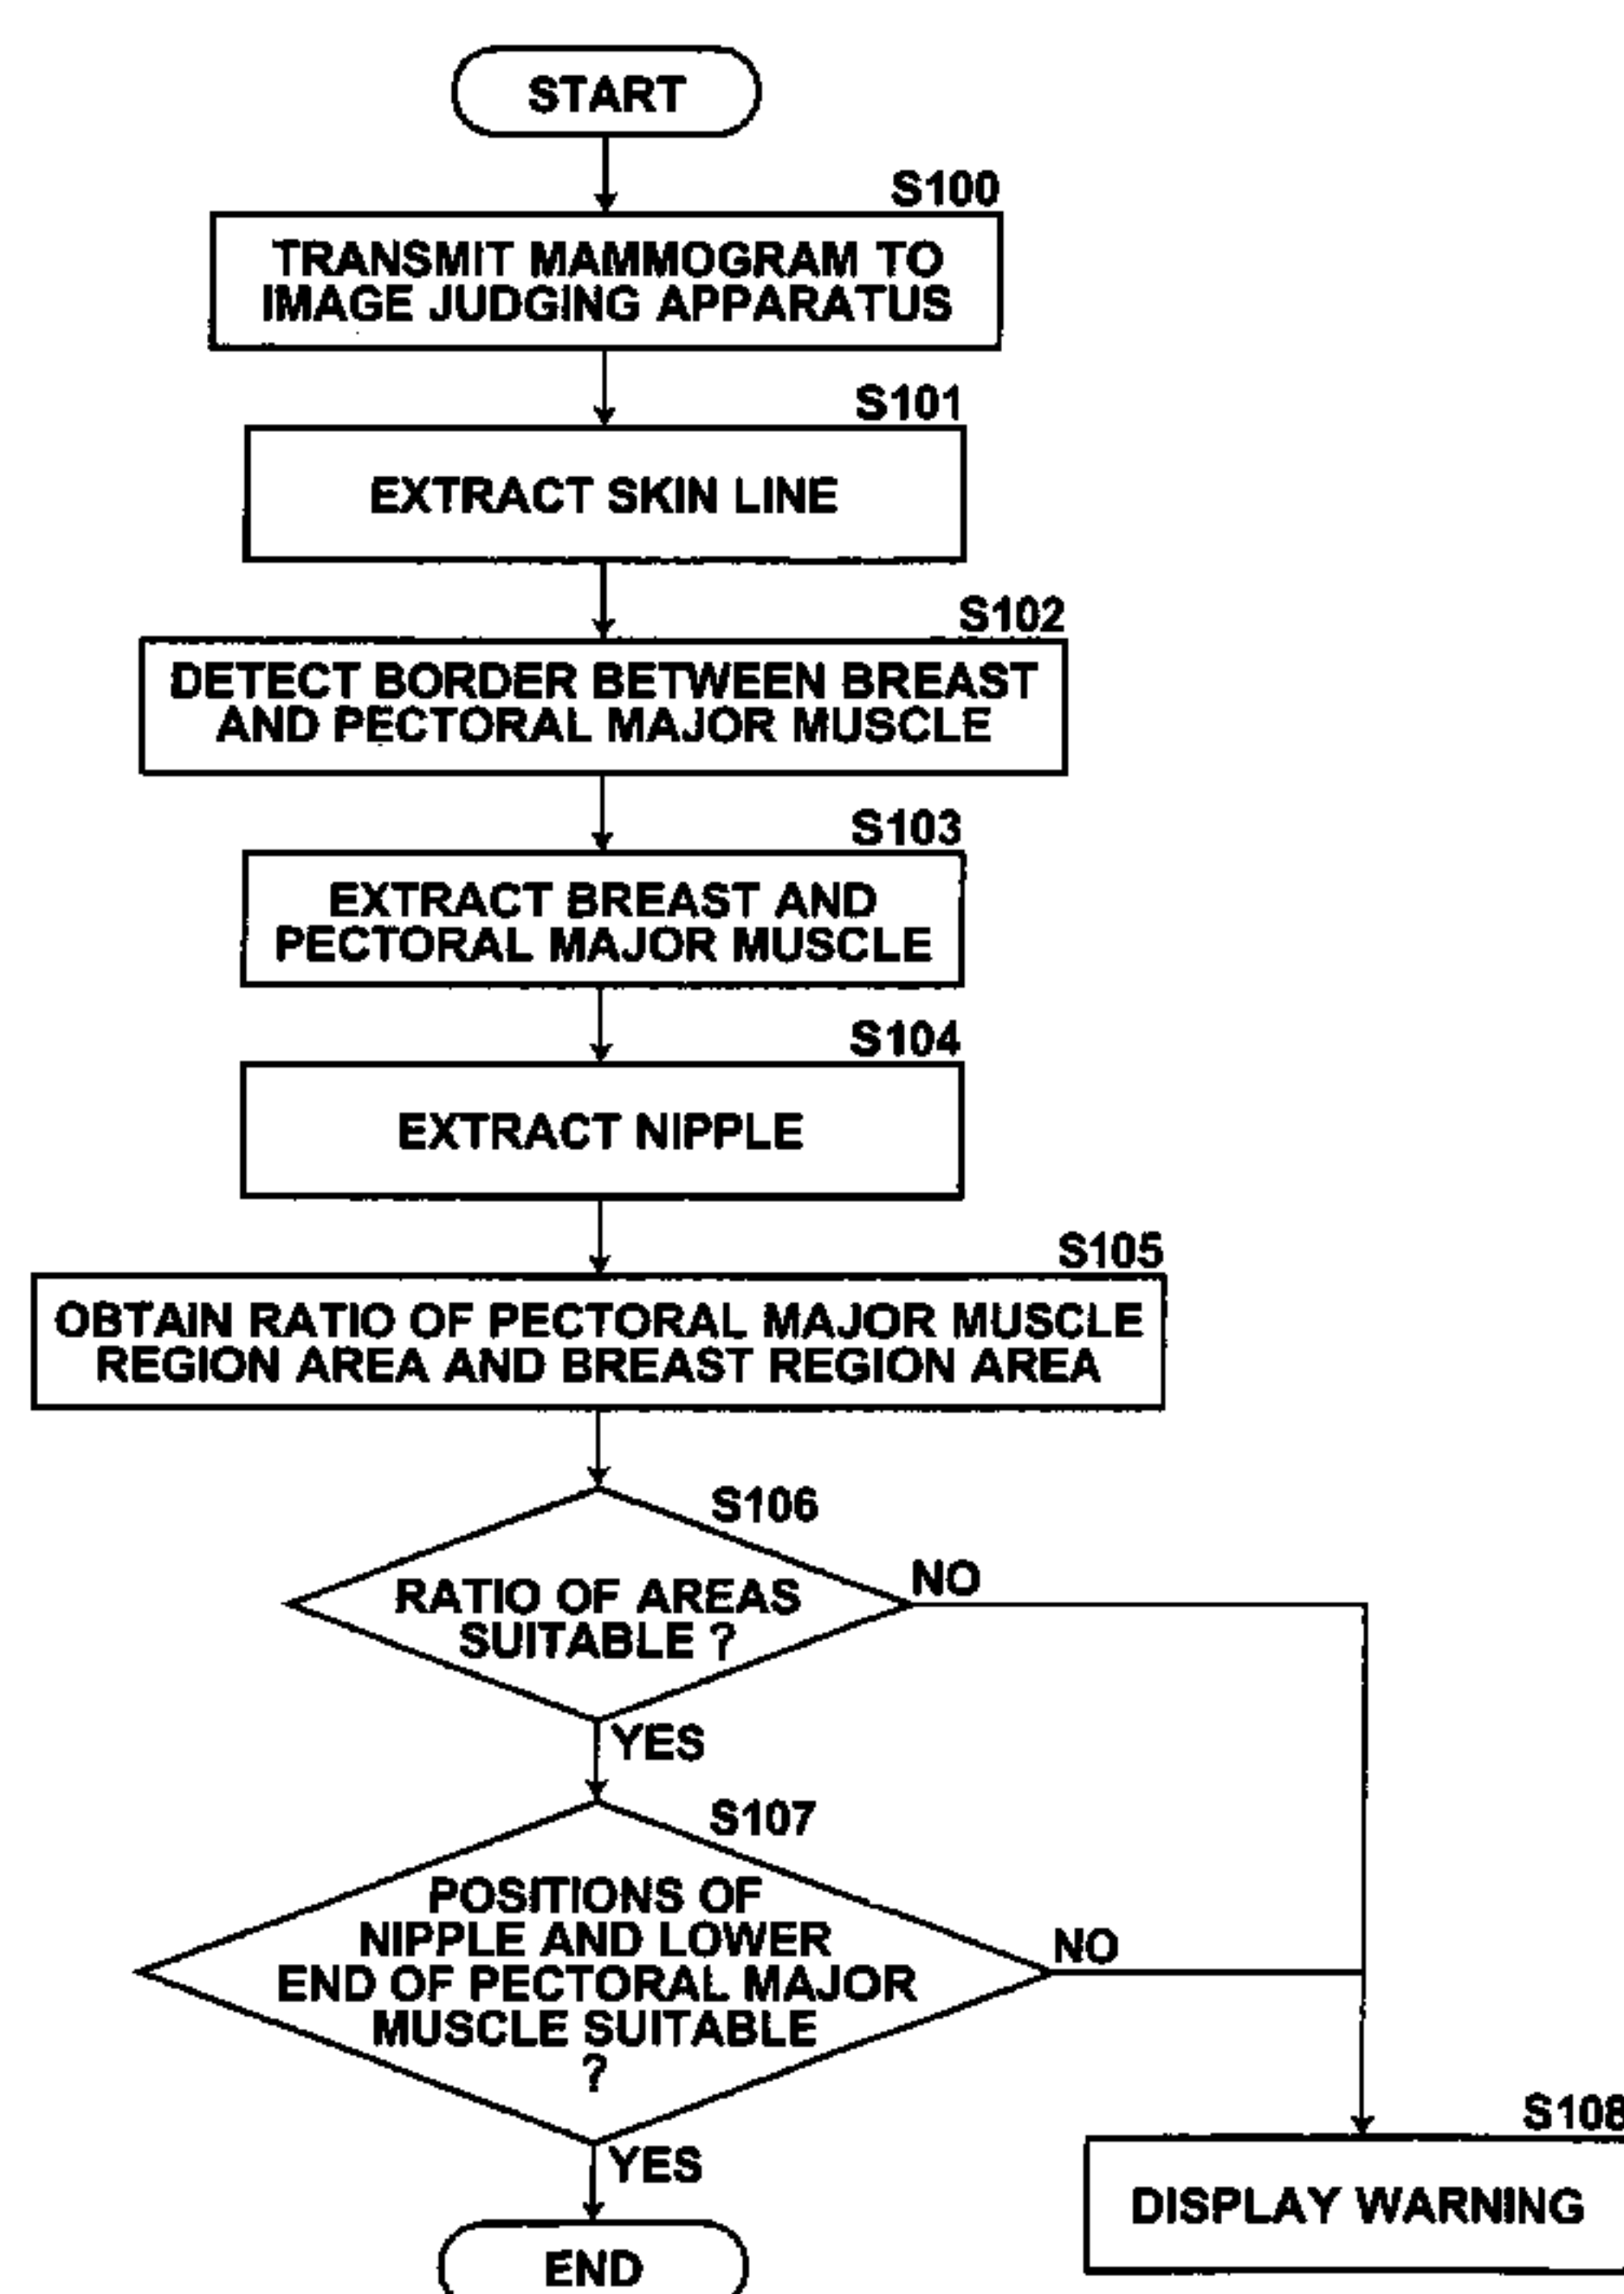 START
S100
TRANSMIT MAMMOGRAM TO
IMAGE JUDGING APPARATUS
S101
EXTRACT SKIN LINE
S102
DETECT BORDER BETWEEN BREAST
AND PECTORAL MAJOR MUSCLE
S103
EXTRACT BREAST AND
PECTORAL MAJOR MUSCLE
S104
EXTRACT NIPPLE
S105
OBTAIN RATIO OF PECTORAL MAJOR MUSCLE
REGION AREA AND BREAST REGION AREA
S106
RATIO OF AREAS
SUITABLE ?
NO
YES
S107
POSITIONS OF
NIPPLE AND LOWER
END OF PECTORAL MAJOR
MUSCLE SUITABLE
?
NO
YES
S108
DISPLAY WARNING
END